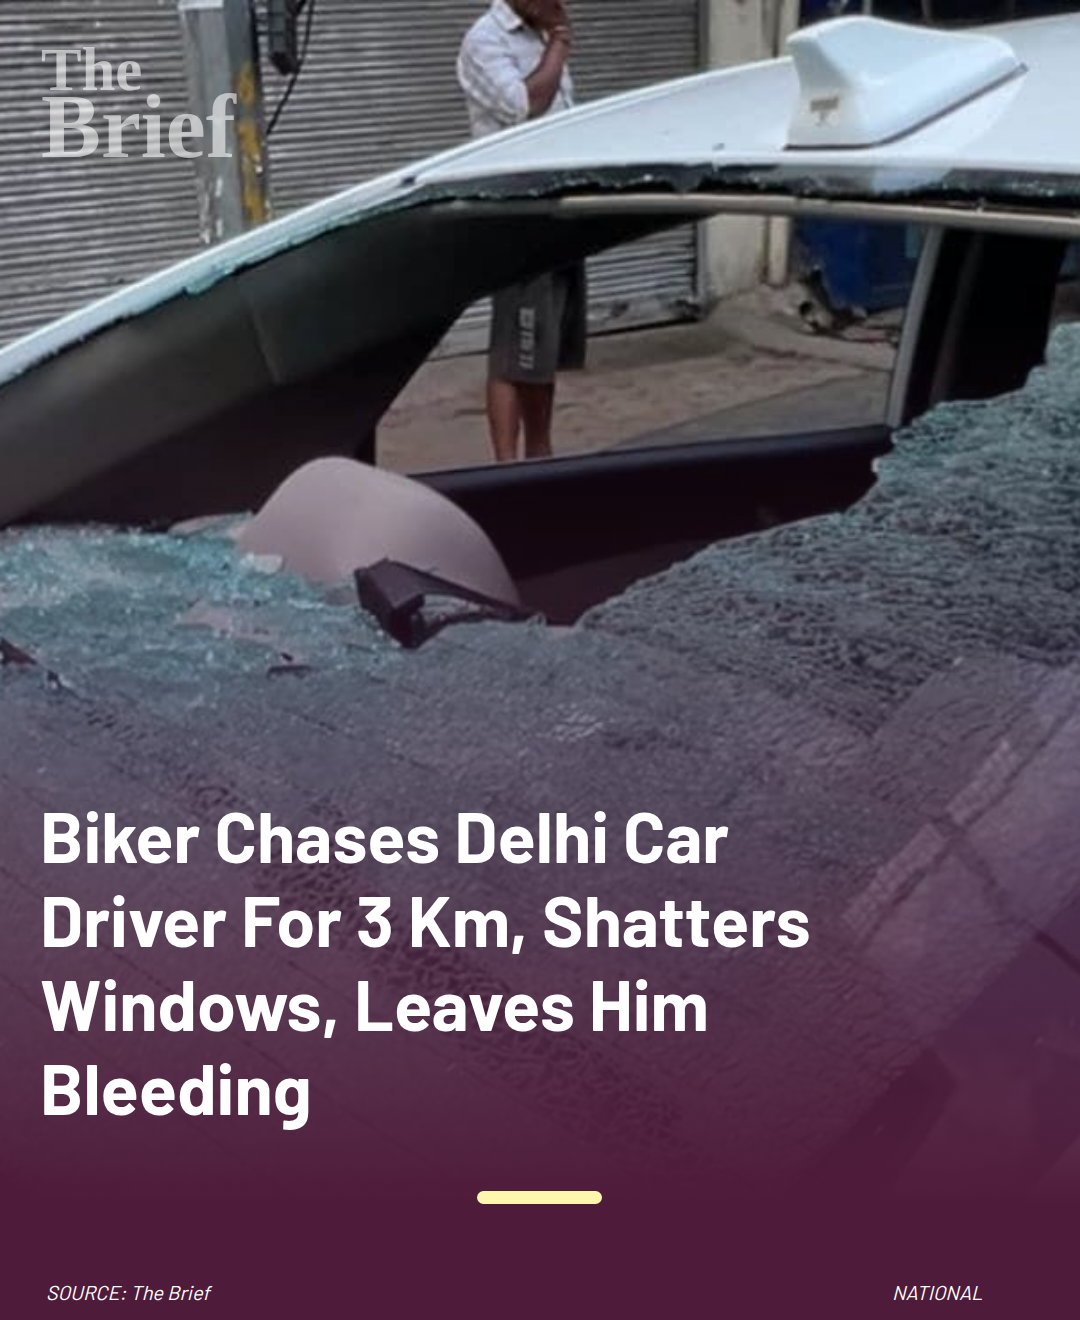 The
Brief
Biker Chases Delhi Car
Driver For 3 Km, Shatters
Windows, Leaves Him
Bleeding
SOURCE: The Brief
NATIONAL